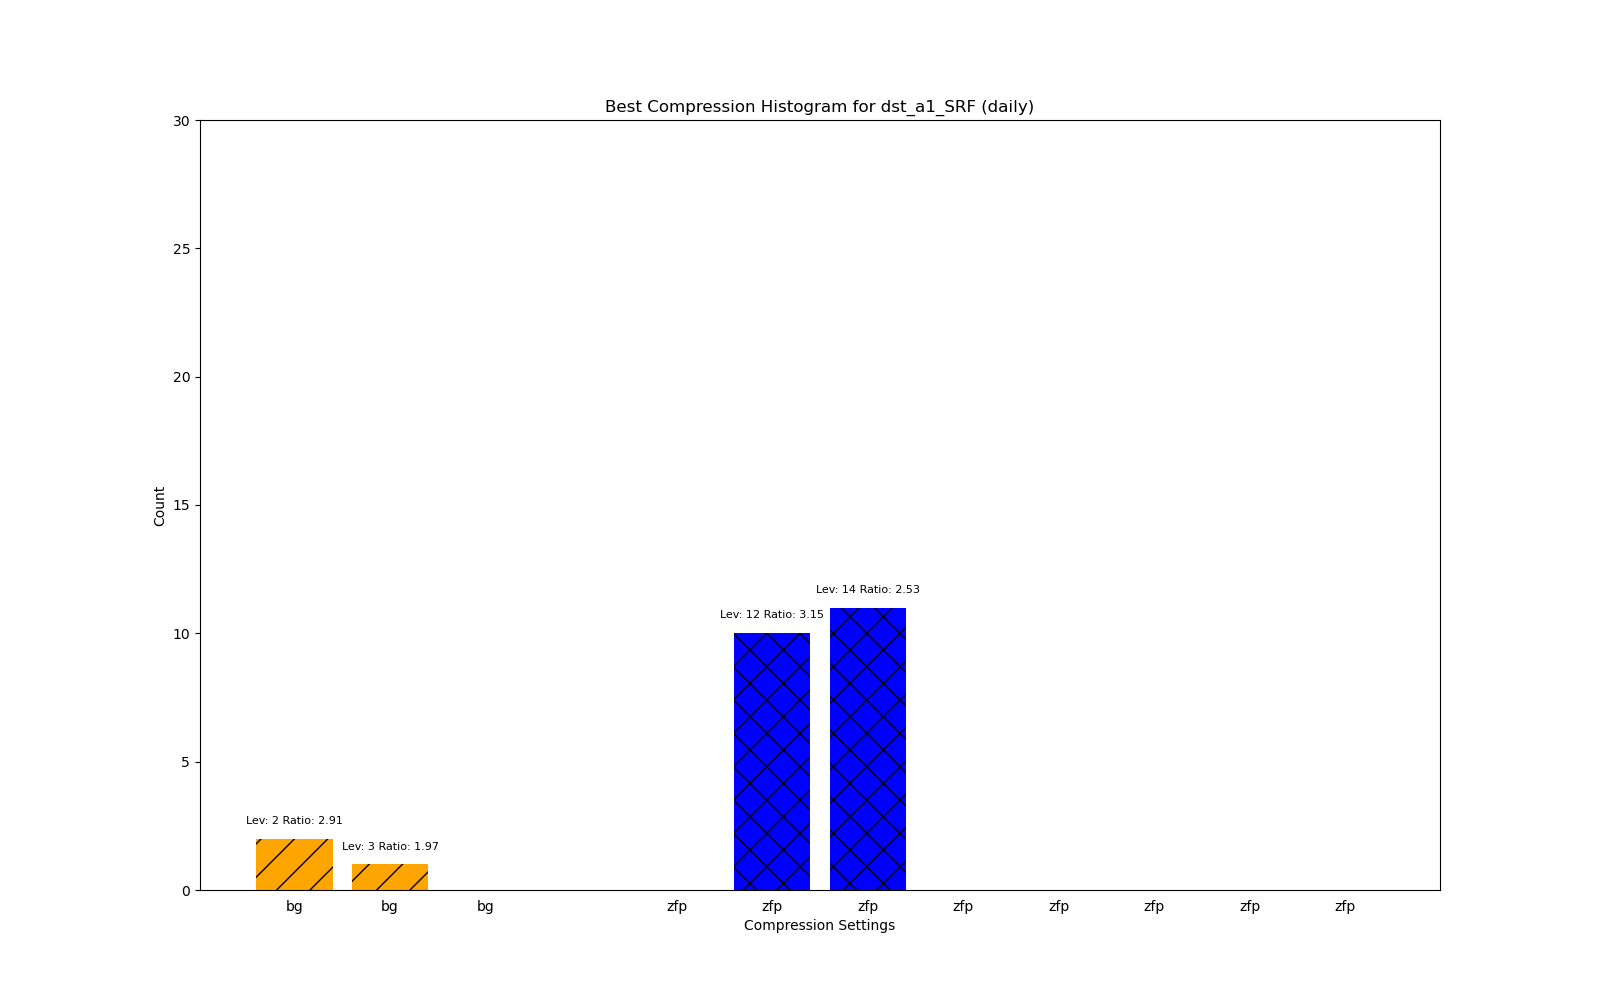 Best Compression Histogram for dst_a1_SRF (daily)
30
25
20
15
10
5
0
Count
Lev: 2 Ratio: 2.91
Lev: 3 Ratio: 1.97
Lev: 12 Ratio: 3.15
Lev: 14 Ratio: 2.53
bg bg bg zfp zfp zfp zfp zfp zfp zfp zfp
Compression Settings